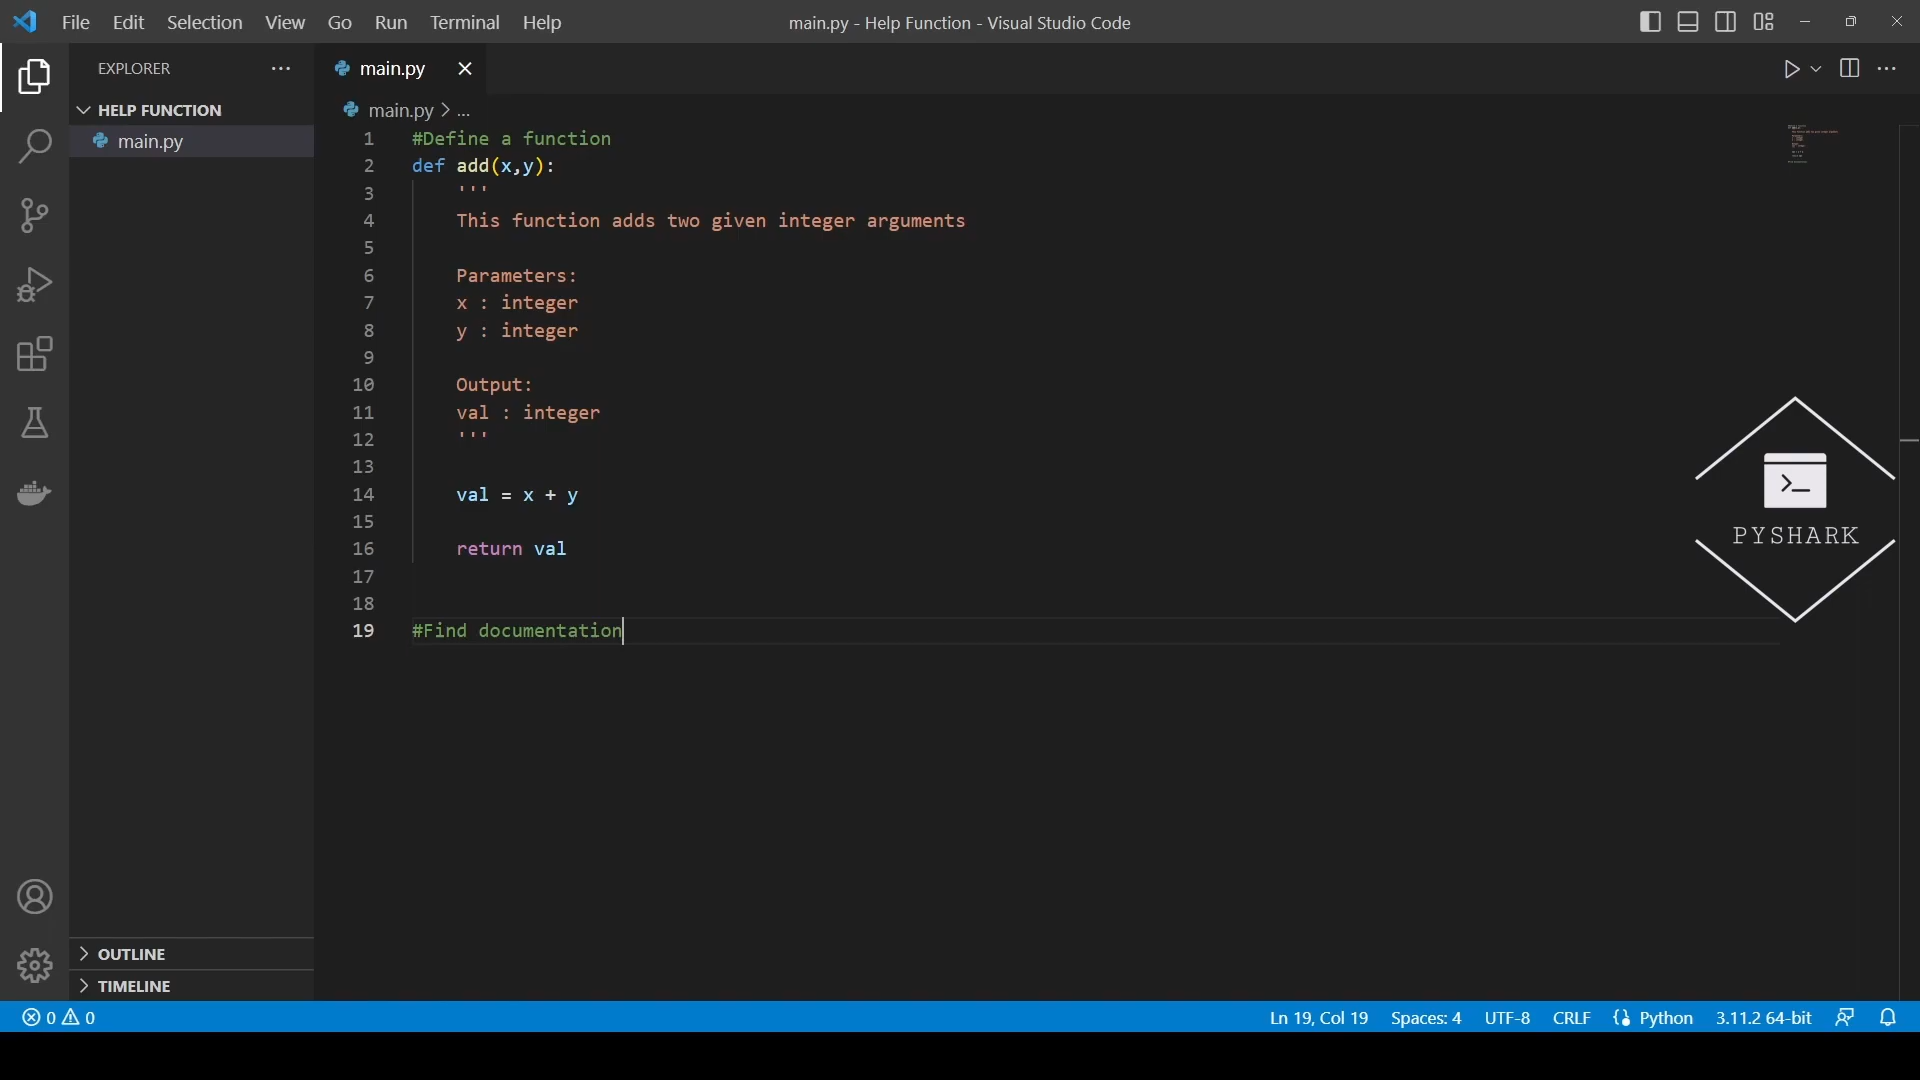 File Edit Selection View Go Run Terminal Help
main.py - Help Function - Visual Studio Code
EXPLORER
HELP FUNCTION
main.py
OUTLINE
TIMELINE
main.py
main.py > ...
1 #Define a function
2 def add(x,y):
3 '''
4 This function adds two given integer arguments
5
6 Parameters:
7 x : integer
8 y : integer
9
10 Output:
11 val : integer
12 '''
13
14 val = x + y
15
16 return val
17
18
19 #Find documentation
>_
PYSHARK
0 0
Ln 19, Col 19 Spaces: 4 UTF-8 CRLF Python 3.11.2 64-bit